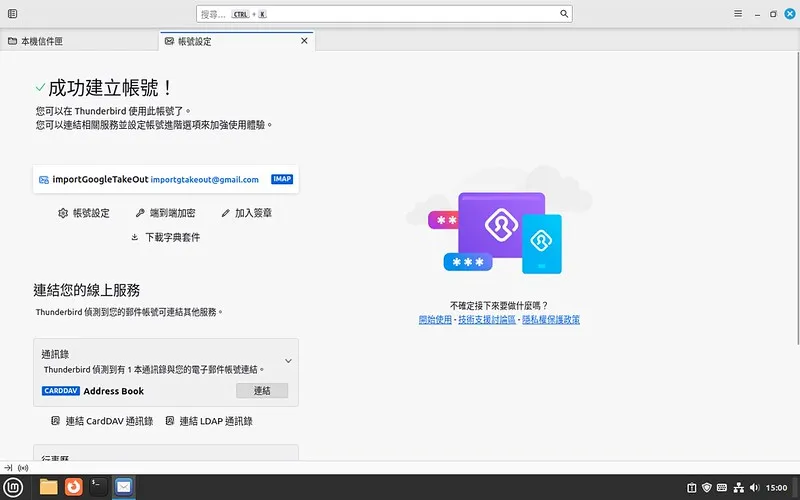 搜尋… CTRL + K
本機信件匣
帳號設定
成功建立帳號！
您可以在 Thunderbird 使用此帳號了。
您可以連結相關服務並設定帳號進階選項來加強使用體驗。
importGoogleTakeOut importgtakeout@gmail.com IMAP
帳號設定 端到端加密 加入簽章
下載字典套件
連結您的線上服務
Thunderbird 偵測到您的郵件帳號可連結其他服務。
通訊錄
Thunderbird 偵測到有 1 本通訊錄與您的電子郵件帳號連結。
CARDDAV Address Book 連結
連結 CardDAV 通訊錄 連結 LDAP 通訊錄
行事曆
不確定接下來要做什麼嗎？
開始使用 - 技術支援討論區 - 隱私權保護政策
15:00